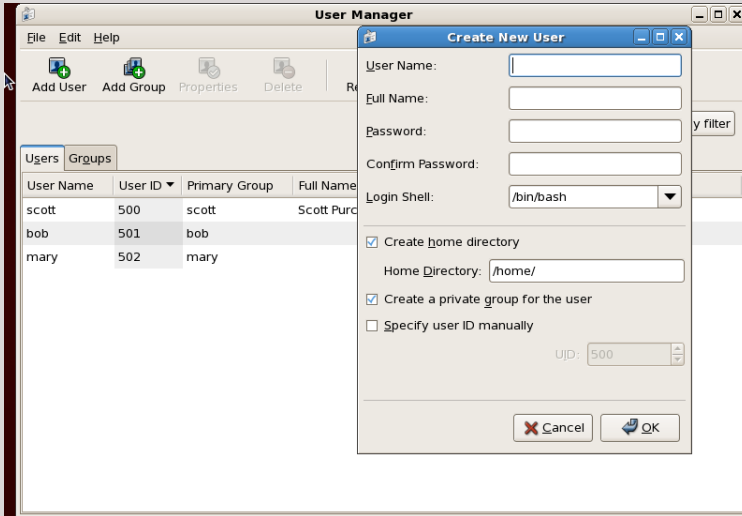 User Manager
File Edit Help
Add User Add Group Properties Delete Re
y filter
Users Groups
User Name User ID Primary Group Full Name
scott 500 scott Scott Purc
bob 501 bob
mary 502 mary
Create New User
User Name:
Full Name:
Password:
Confirm Password:
Login Shell: /bin/bash
Create home directory
Home Directory: /home/
Create a private group for the user
Specify user ID manually
UID: 500
Cancel OK